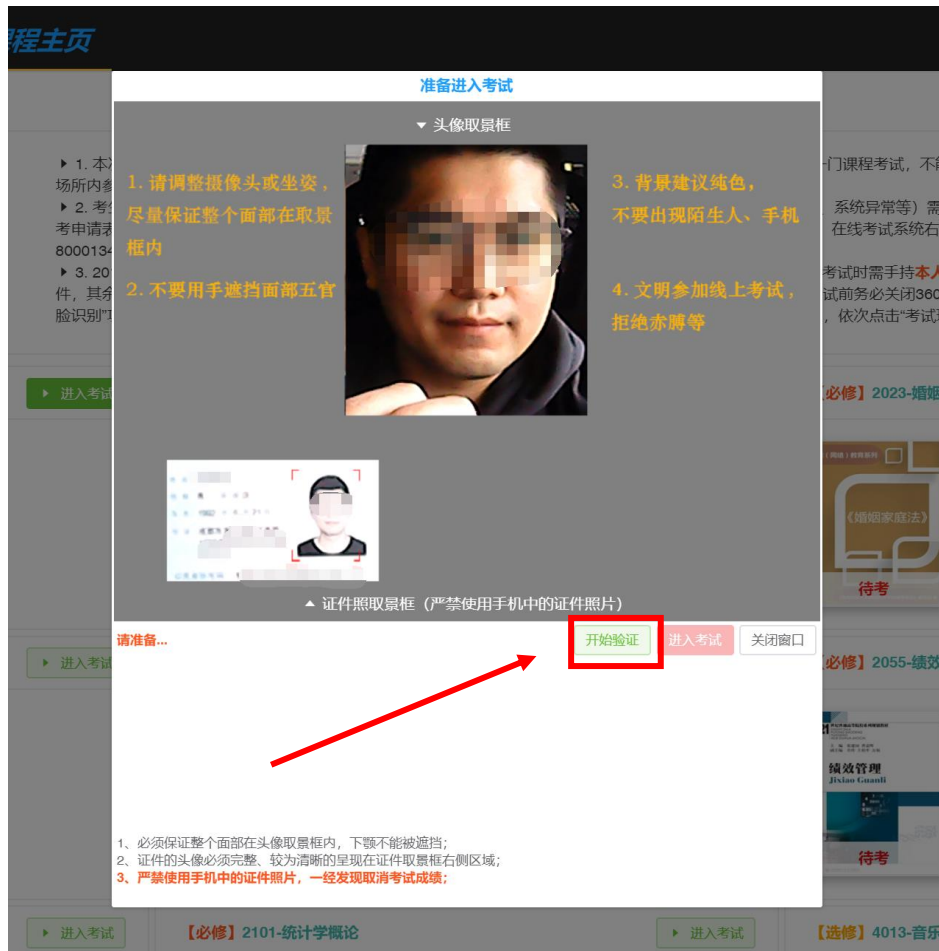 程主页
准备进入考试
头像取景框
1. 请调整摄像头或坐姿，
尽量保证整个面部在取景
框内
2. 不要用手遮挡面部五官
3. 背景建议纯色，
不要出现陌生人、手机
4. 文明参加线上考试，
拒绝赤膊等
1. 本
场所内参
2. 考
考申请表
8000134
3. 20
件，其余
脸识别”
一门课程考试，不能
系统异常等）需
在线考试系统右
考试时需手持本人
试前务必关闭360
，依次点击“考试
进入考试
【必修】2023-婚姻
《婚姻家庭法》
待考
证件照取景框（严禁使用手机中的证件照片）
请准备...
开始验证
进入考试
关闭窗口
进入考试
必修】2055-绩效
绩效管理
Jixiao Guanli
待考
1、必须保证整个面部在头像取景框内，下颚不能被遮挡；
2、证件的头像必须完整、较为清晰的呈现在证件取景框右侧区域；
3、严禁使用手机中的证件照片，一经发现取消考试成绩；
进入考试
【必修】2101-统计学概论
进入考试
【选修】4013-音乐